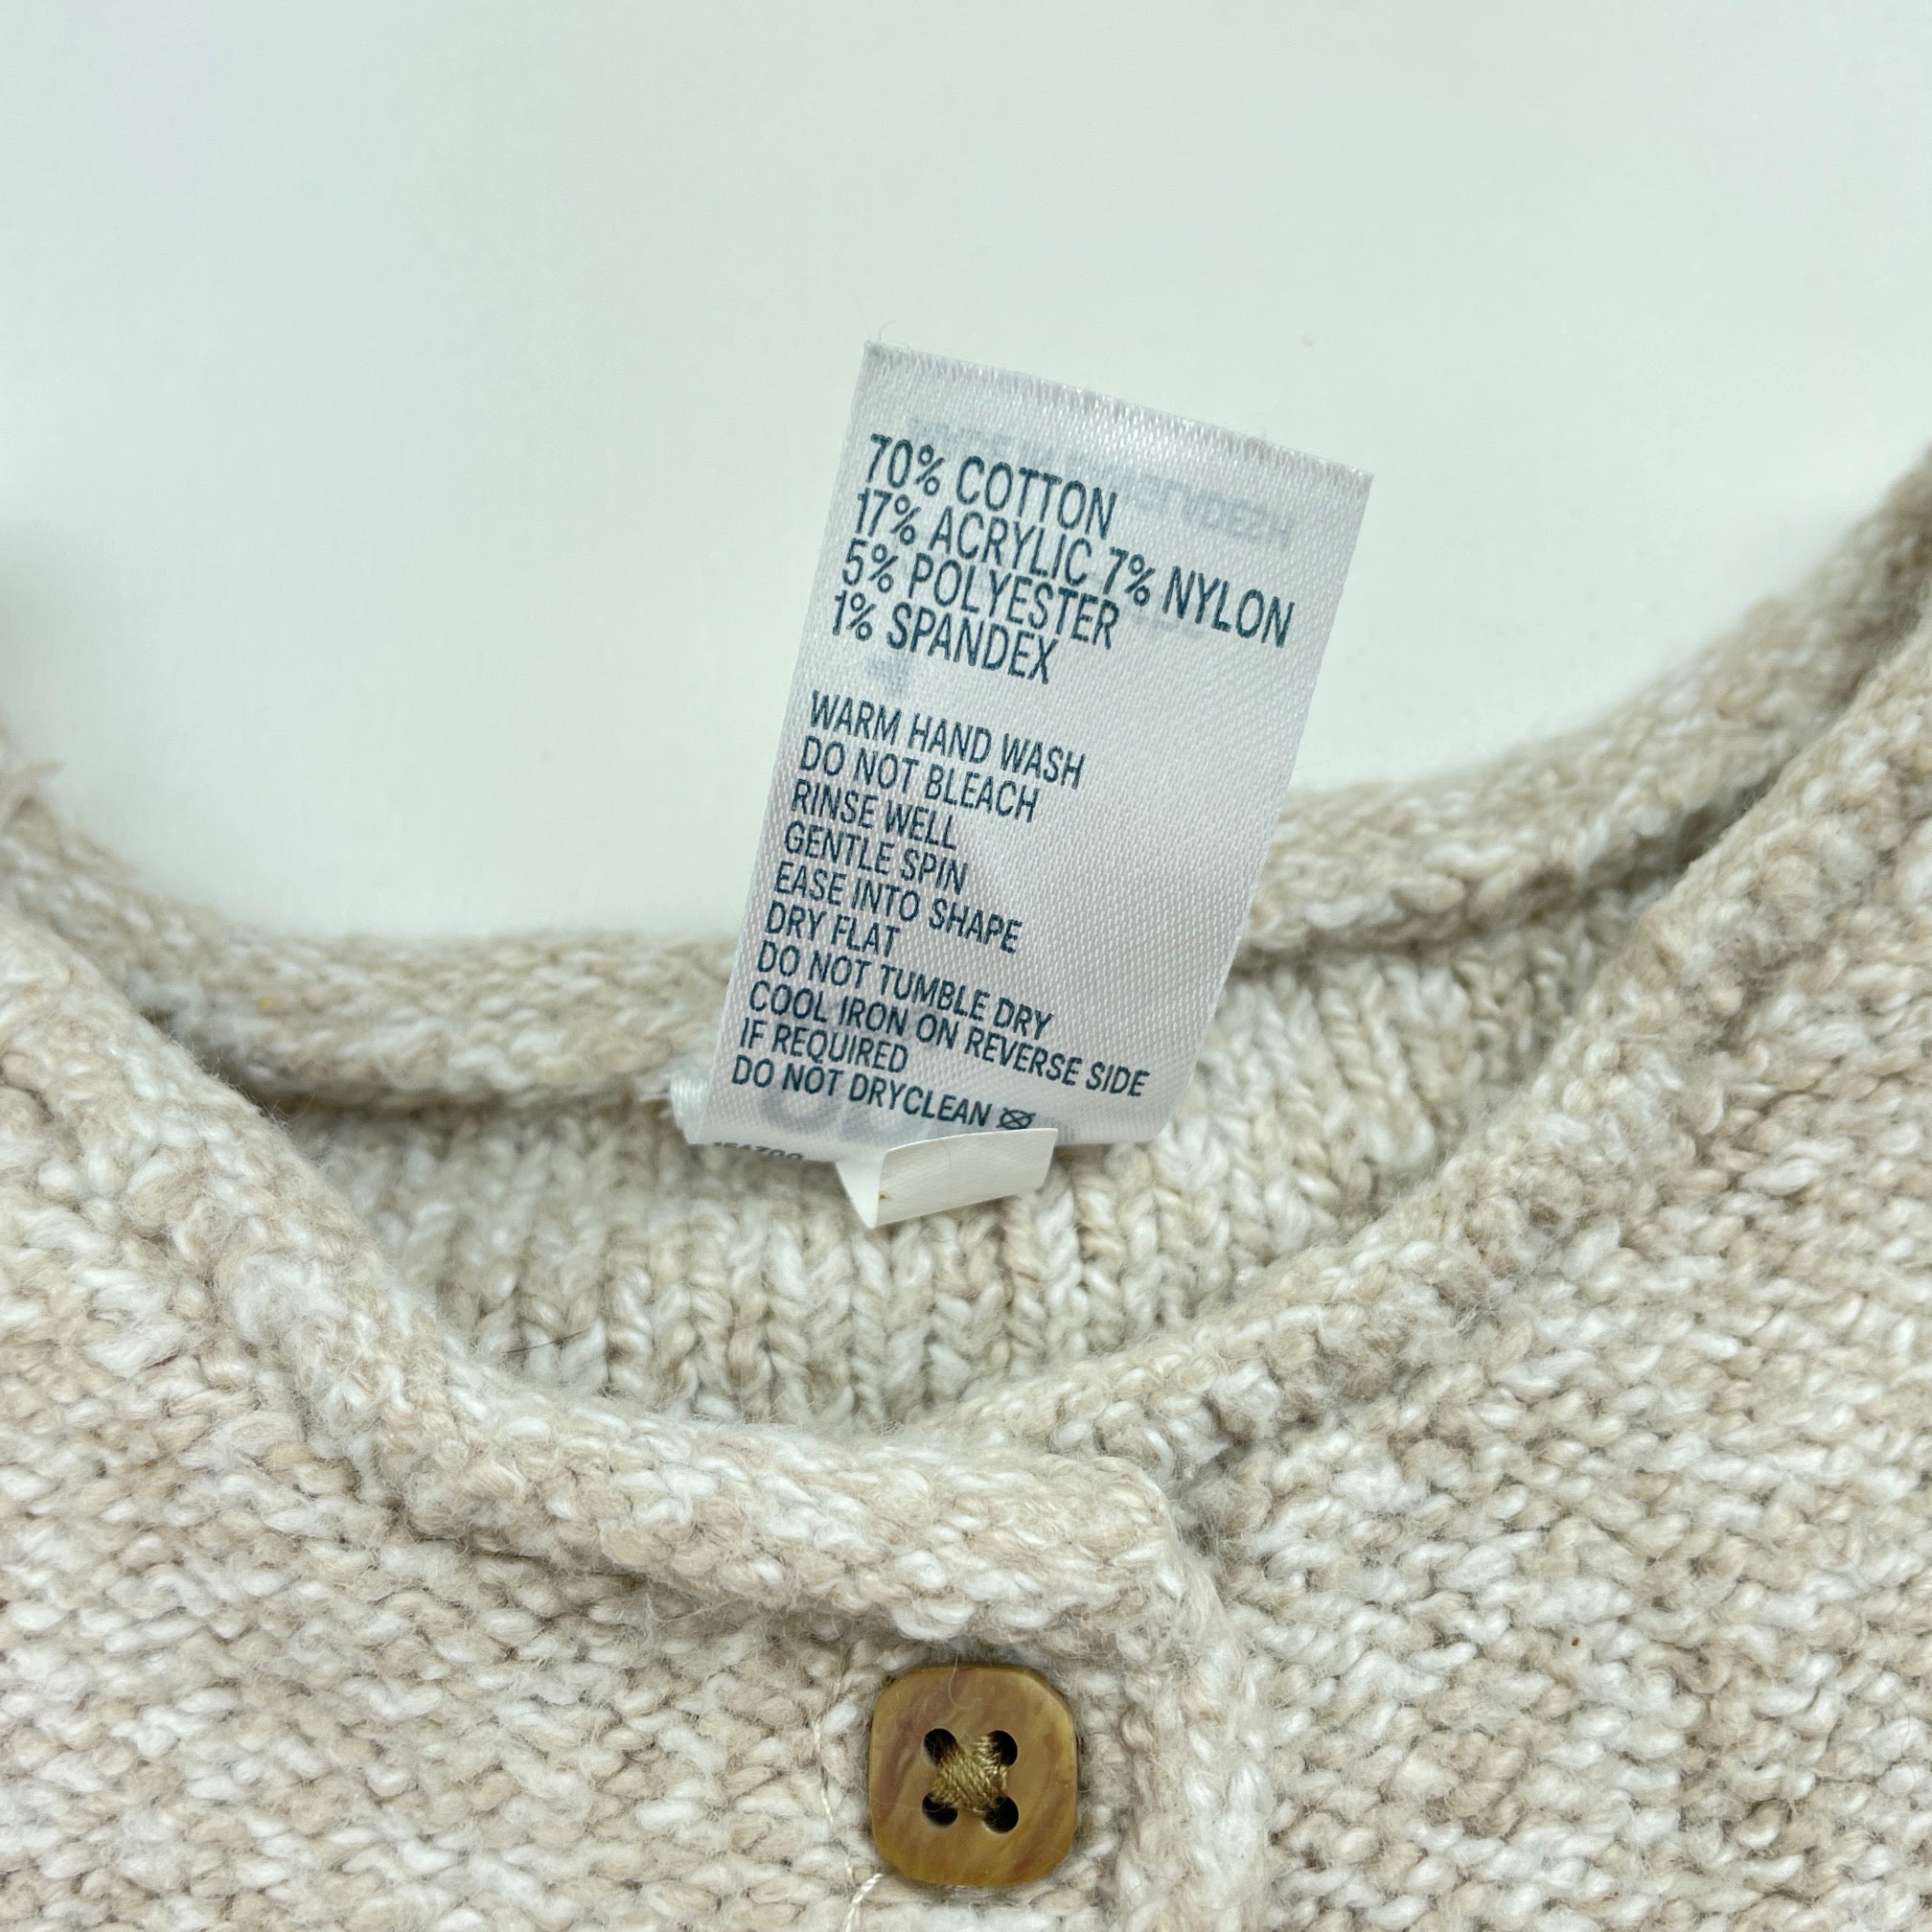 70% COTTON
17% ACRYLIC 7% NYLON
5% POLYESTER
1% SPANDEX
WARM HAND WASH
DO NOT BLEACH
RINSE WELL
GENTLE SPIN
EASE INTO SHAPE
DRY FLAT
DO NOT TUMBLE DRY
COOL IRON ON REVERSE SIDE
IF REQUIRED
DO NOT DRYCLEAN